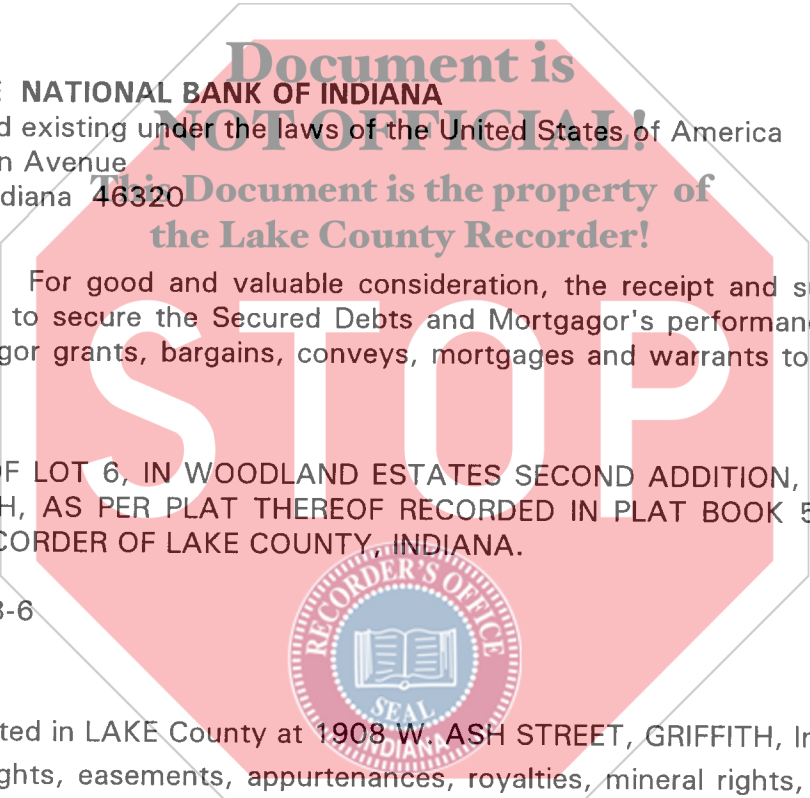 Document is
NATIONAL BANK OF INDIANA
NOT OFFICIAL!
d existing under the laws of the United States of America
n Avenue
This Document is the property of
diana 46320
the Lake County Recorder!
For good and valuable consideration, the receipt and s
to secure the Secured Debts and Mortgagor's performan
gor grants, bargains, conveys, mortgages and warrants to
STOP
OF LOT 6, IN WOODLAND ESTATES SECOND ADDITION,
H, AS PER PLAT THEREOF RECORDED IN PLAT BOOK 5
CORDER OF LAKE COUNTY, INDIANA.
RECORDER'S OFFICE
3-6
SEAL
ted in LAKE County at 1908 W. ASH STREET, GRIFFITH, In
INDIANA
ghts, easements, appurtenances, royalties, mineral rights,